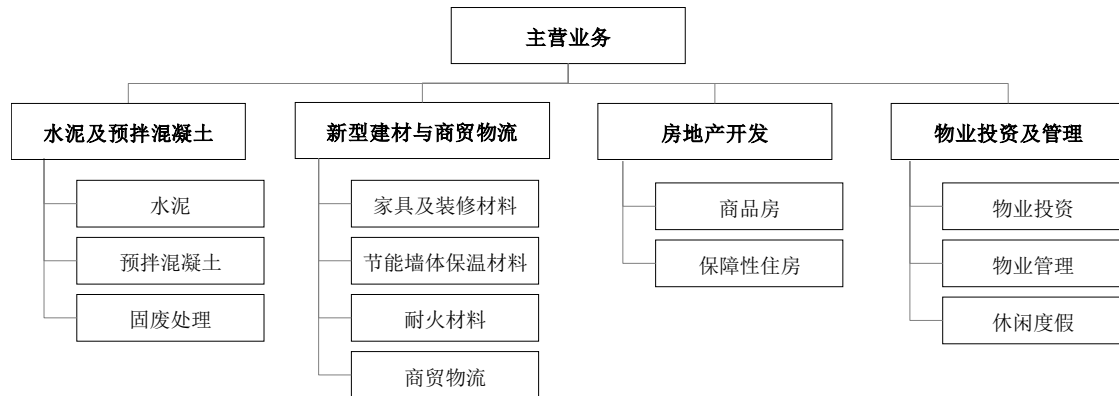 主营业务
水泥及预拌混凝土
新型建材与商贸物流
房地产开发
物业投资及管理
水泥
预拌混凝土
固废处理
家具及装修材料
节能墙体保温材料
耐火材料
商贸物流
商品房
保障性住房
物业投资
物业管理
休闲度假